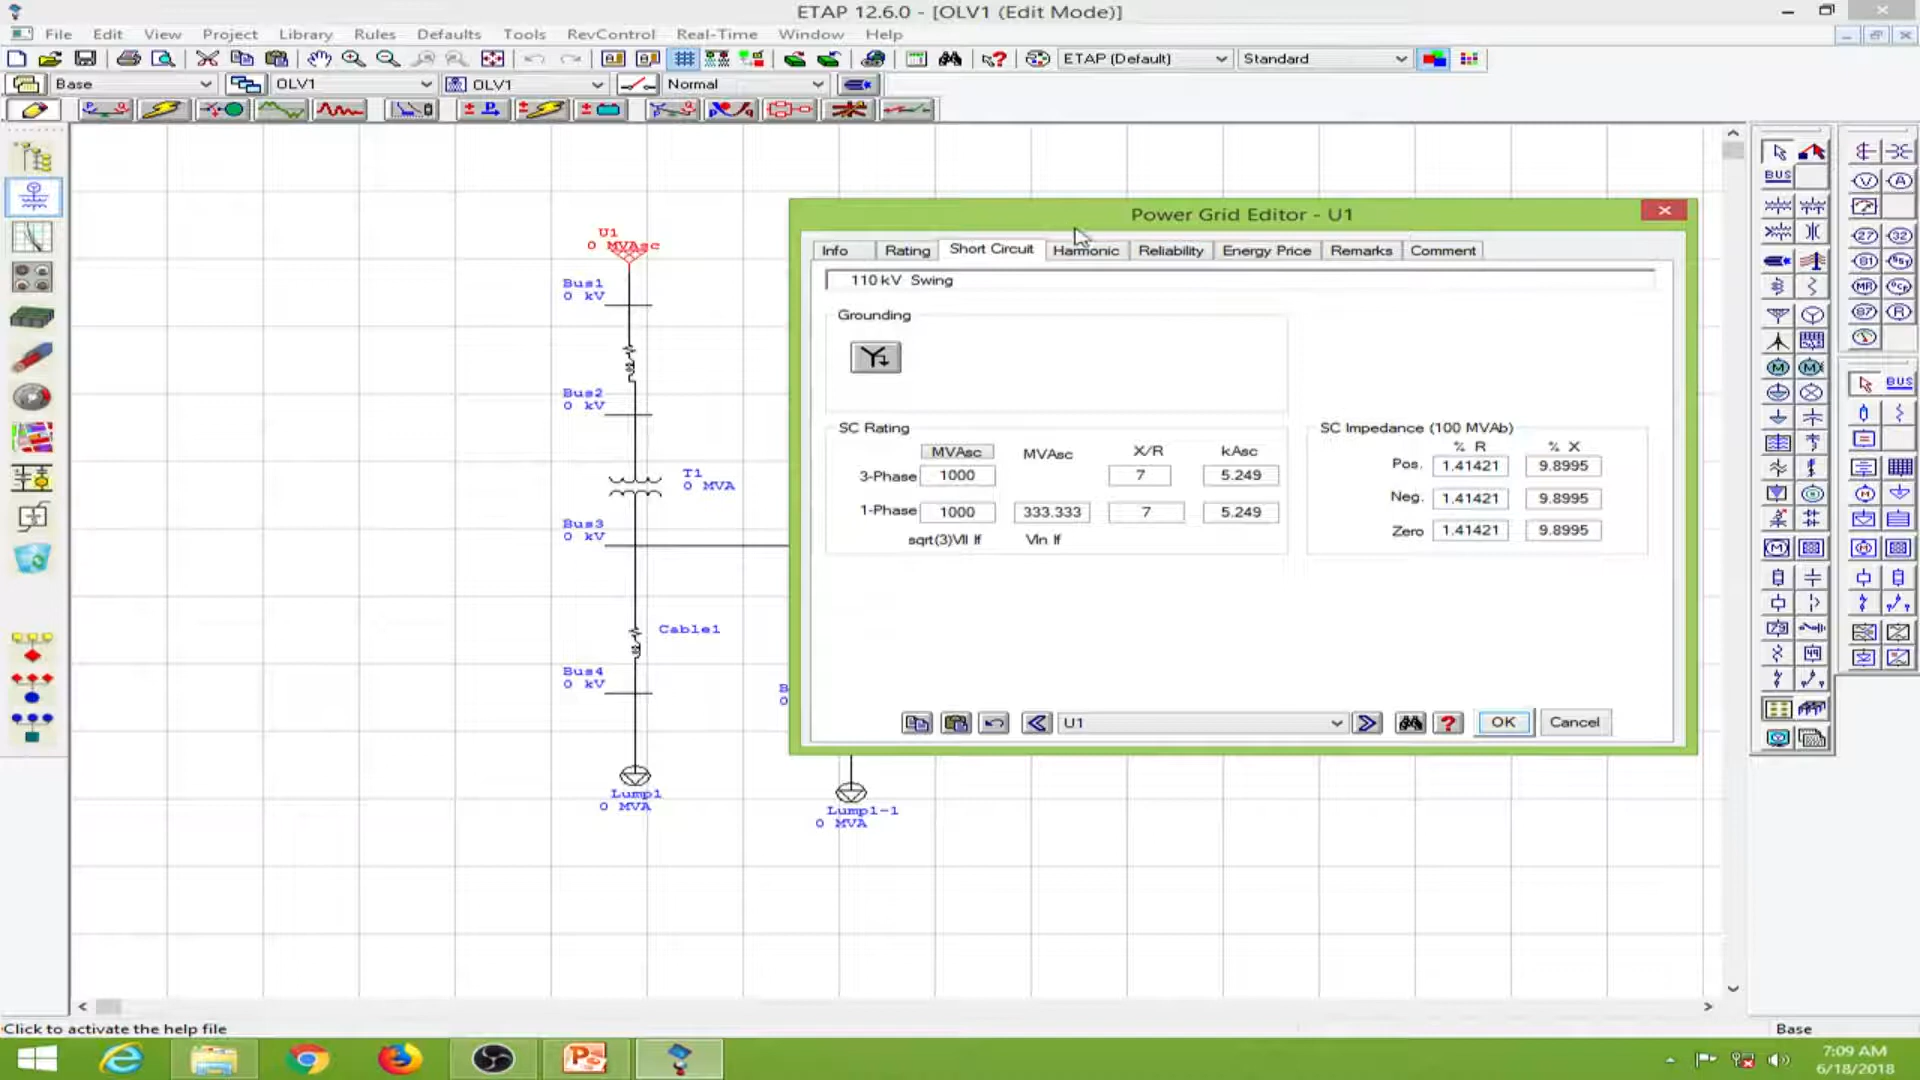 ETAP 12.6.0 - [OLV1 (Edit Mode)]
File Edit View Project Library Rules Defaults Tools RevControl Real-Time Window Help
ETAP (Default) Standard
Base OLV1 OLV1 Normal
U1
0 MVAsc
Bus1
0 kV
Bus2
0 kV
T1
0 MVA
Bus3
0 kV
Cable1
Bus4
0 kV
Lump1
0 MVA
Lump1-1
0 MVA
Power Grid Editor - U1
Info Rating Short Circuit Harmonic Reliability Energy Price Remarks Comment
110 kV Swing
Grounding
SC Rating
MVAsc MVAsc X/R kAsc
3-Phase 1000 7 5.249
1-Phase 1000 333.333 7 5.249
sqrt(3)Vll If Vln If
SC Impedance (100 MVAb)
% R % X
Pos. 1.41421 9.8995
Neg. 1.41421 9.8995
Zero 1.41421 9.8995
U1
OK Cancel
BUS
BUS
Click to activate the help file
Base
7:09 AM
6/18/2018